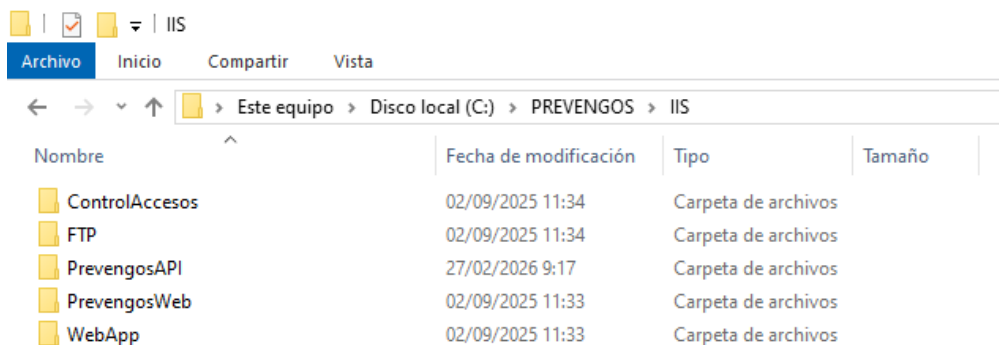 IIS
Archivo Inicio Compartir Vista
Este equipo > Disco local (C:) > PREVENGOS > IIS
Nombre Fecha de modificación Tipo Tamaño
ControlAccesos 02/09/2025 11:34 Carpeta de archivos
FTP 02/09/2025 11:34 Carpeta de archivos
PrevengosAPI 27/02/2026 9:17 Carpeta de archivos
PrevengosWeb 02/09/2025 11:33 Carpeta de archivos
WebApp 02/09/2025 11:33 Carpeta de archivos